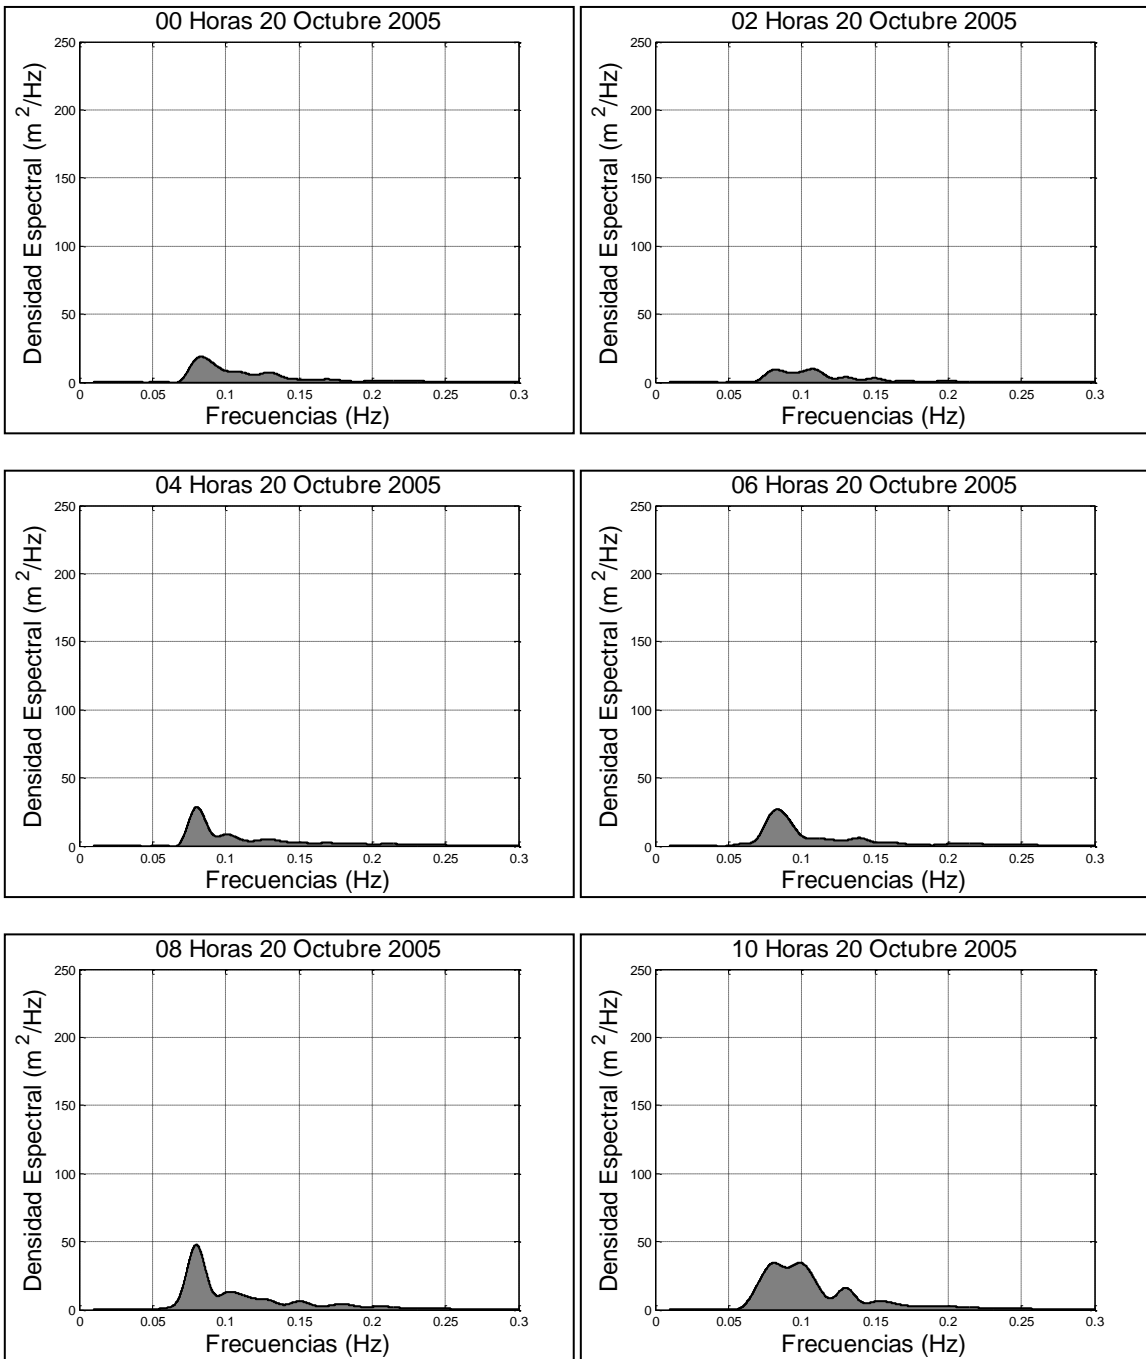 00 Horas 20 Octubre 2005
250
200
150
100
50
0
Densidad Espectral (m 2/Hz)
0 0.05 0.1 0.15 0.2 0.25 0.3
Frecuencias (Hz)
02 Horas 20 Octubre 2005
250
200
150
100
50
0
Densidad Espectral (m 2/Hz)
0 0.05 0.1 0.15 0.2 0.25 0.3
Frecuencias (Hz)
04 Horas 20 Octubre 2005
250
200
150
100
50
0
Densidad Espectral (m 2/Hz)
0 0.05 0.1 0.15 0.2 0.25 0.3
Frecuencias (Hz)
06 Horas 20 Octubre 2005
250
200
150
100
50
0
Densidad Espectral (m 2/Hz)
0 0.05 0.1 0.15 0.2 0.25 0.3
Frecuencias (Hz)
08 Horas 20 Octubre 2005
250
200
150
100
50
0
Densidad Espectral (m 2/Hz)
0 0.05 0.1 0.15 0.2 0.25 0.3
Frecuencias (Hz)
10 Horas 20 Octubre 2005
250
200
150
100
50
0
Densidad Espectral (m 2/Hz)
0 0.05 0.1 0.15 0.2 0.25 0.3
Frecuencias (Hz)